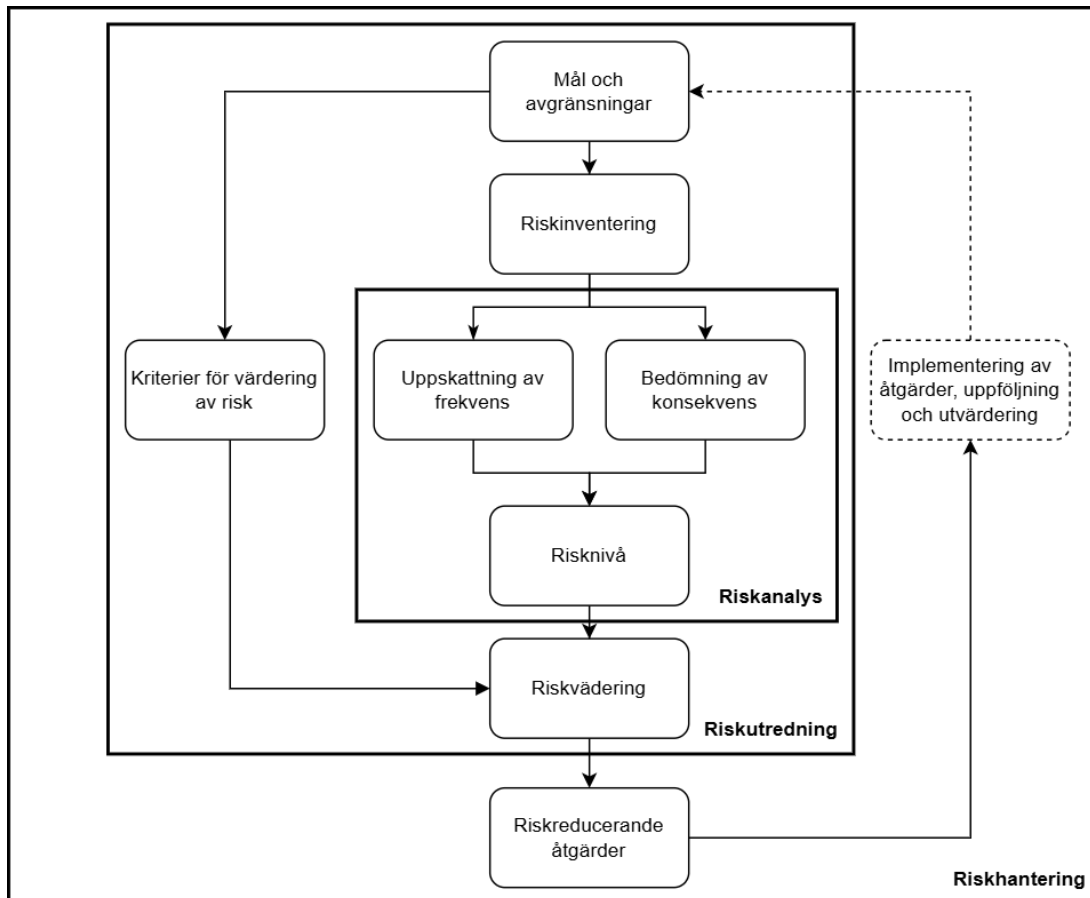 Mål och
avgränsningar
Riskinventering
Kriterier för värdering
av risk
Uppskattning av
frekvens
Bedömning av
konsekvens
Implementering av
åtgärder, uppföljning
och utvärdering
Risknivå
Riskanalys
Riskvädering
Riskutredning
Riskreducerande
åtgärder
Riskhantering